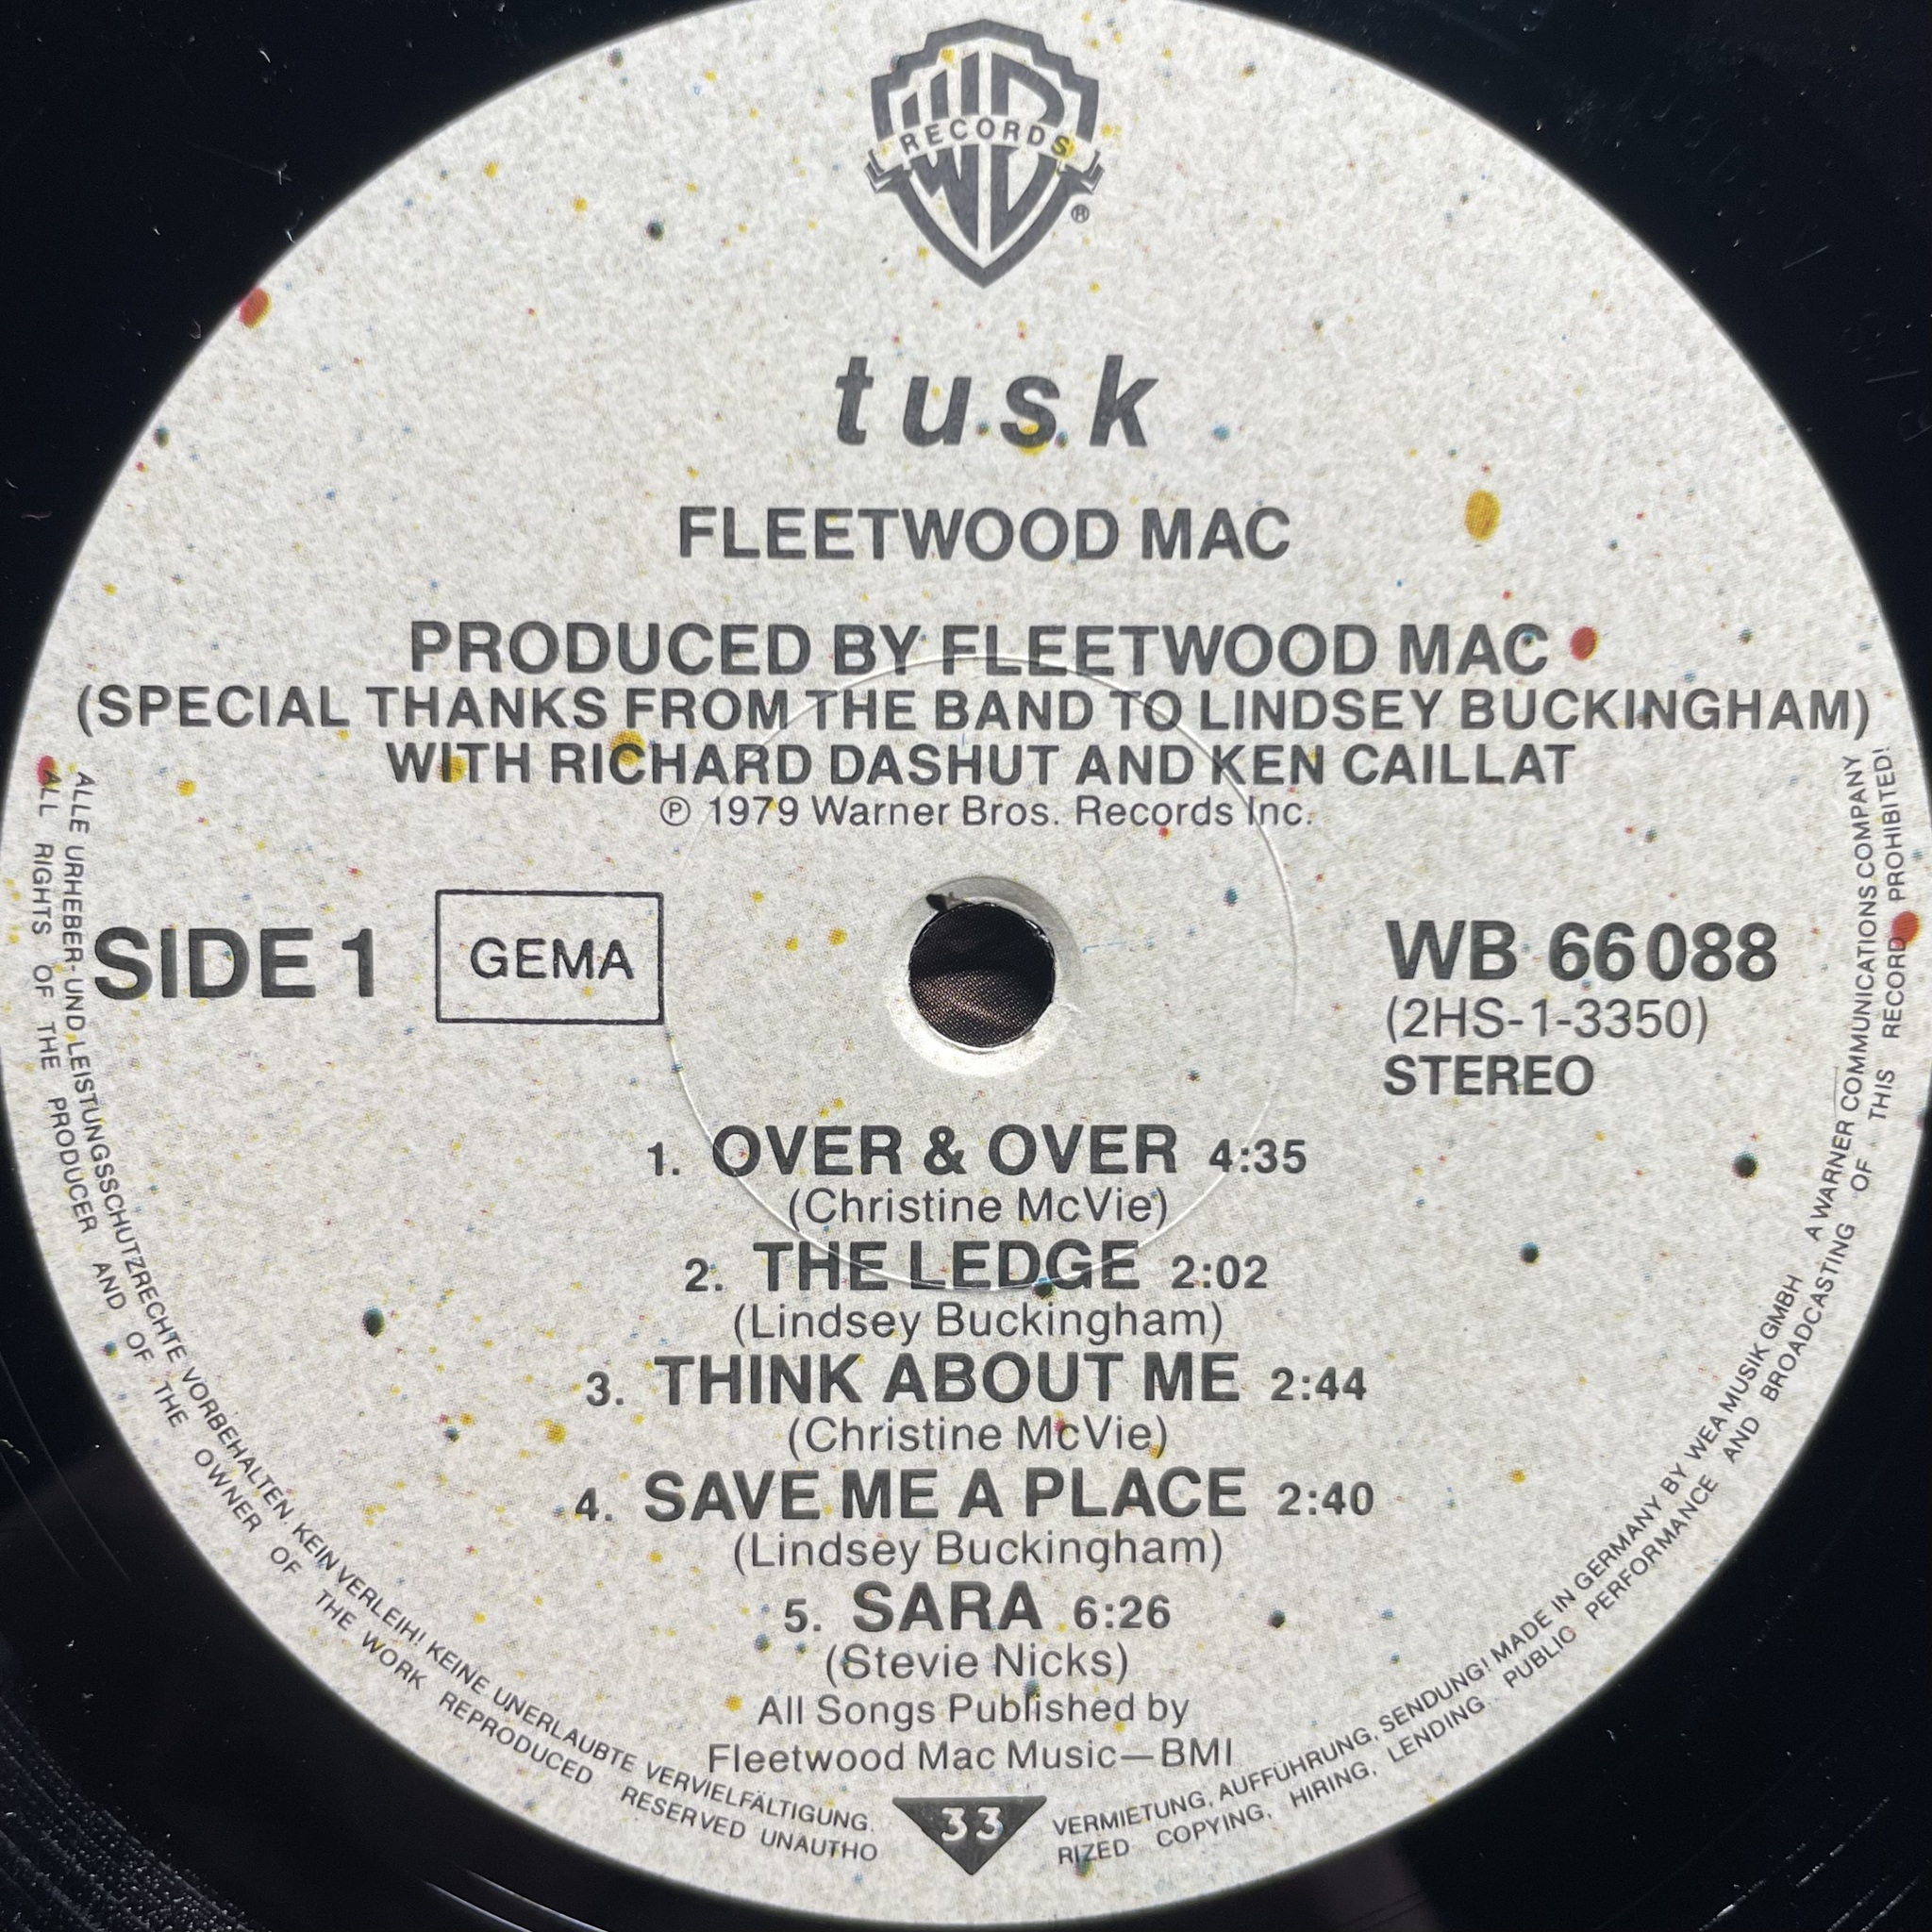 WB
RECORDS
®
tusk
FLEETWOOD MAC
PRODUCED BY FLEETWOOD MAC
(SPECIAL THANKS FROM THE BAND TO LINDSEY BUCKINGHAM)
WITH RICHARD DASHUT AND KEN CAILLAT
℗ 1979 Warner Bros. Records Inc.
SIDE 1
GEMA
WB 66 088
(2HS-1-3350)
STEREO
1. OVER & OVER 4:35
(Christine McVie)
2. THE LEDGE 2:02
(Lindsey Buckingham)
3. THINK ABOUT ME 2:44
(Christine McVie)
4. SAVE ME A PLACE 2:40
(Lindsey Buckingham)
5. SARA 6:26
(Stevie Nicks)
All Songs Published by
Fleetwood Mac Music—BMI
33
ALLE URHEBER- UND LEISTUNGSSCHUTZRECHTE VORBEHALTEN KEIN VERLEIH! KEINE UNERLAUBTE VERVIELFÄLTIGUNG. VERMIETUNG, AUFFÜHRUNG, SENDUNG! MADE IN GERMANY BY WEA MUSIK GMBH A WARNER COMMUNICATIONS COMPANY
ALL RIGHTS OF THE PRODUCER AND OF THE OWNER OF THE WORK REPRODUCED RESERVED UNAUTHORIZED COPYING, HIRING, LENDING, PUBLIC PERFORMANCE AND BROADCASTING OF THIS RECORD PROHIBITED!